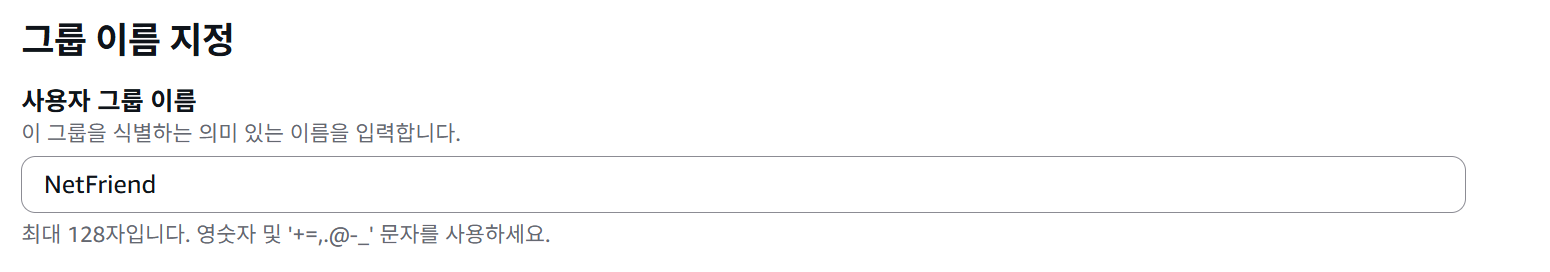 그룹 이름 지정
사용자 그룹 이름
이 그룹을 식별하는 의미 있는 이름을 입력합니다.
NetFriend
최대 128자입니다. 영숫자 및 '+=,.@-_' 문자를 사용하세요.